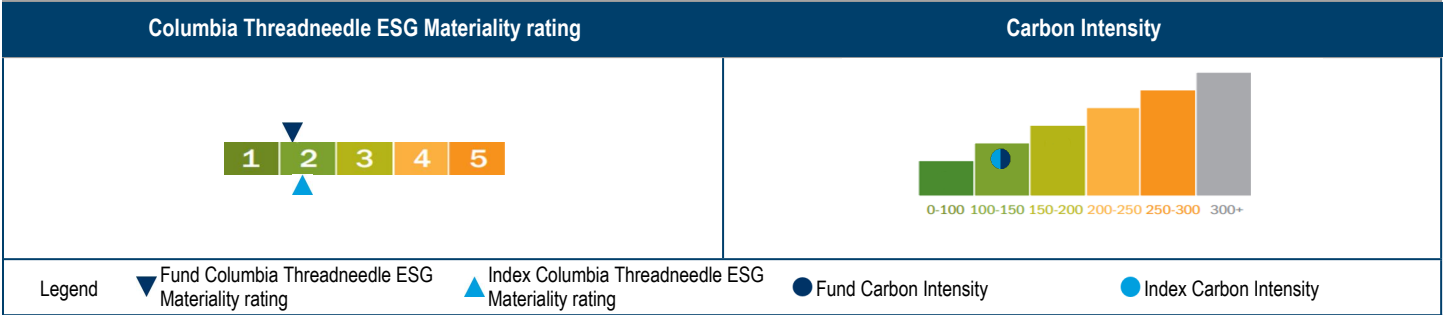 Columbia Threadneedle ESG Materiality rating
Carbon Intensity
1 2 3 4 5
0-100 100-150 150-200 200-250 250-300 300+
Legend
Fund Columbia Threadneedle ESG
Materiality rating
Index Columbia Threadneedle ESG
Materiality rating
Fund Carbon Intensity
Index Carbon Intensity